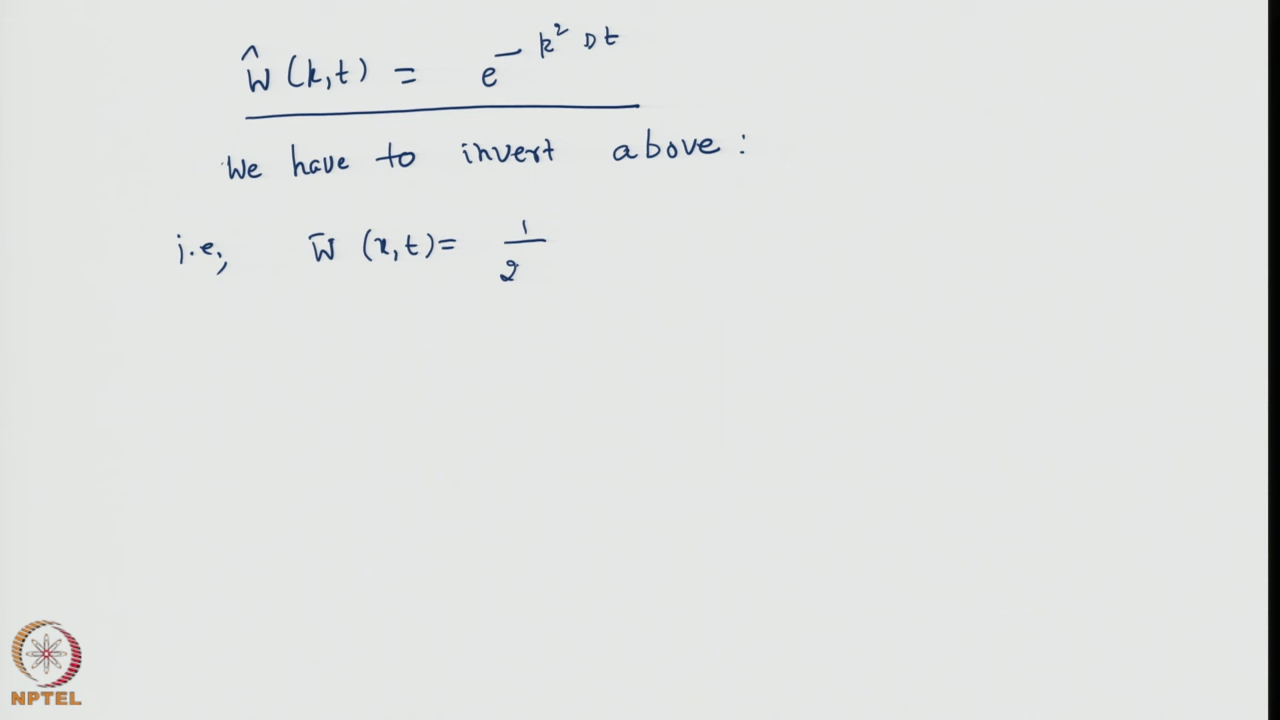 Ŵ (k,t) = e^{- k² Dt}
We have to invert above :
i.e., W̄ (x,t) = 1/2
NPTEL